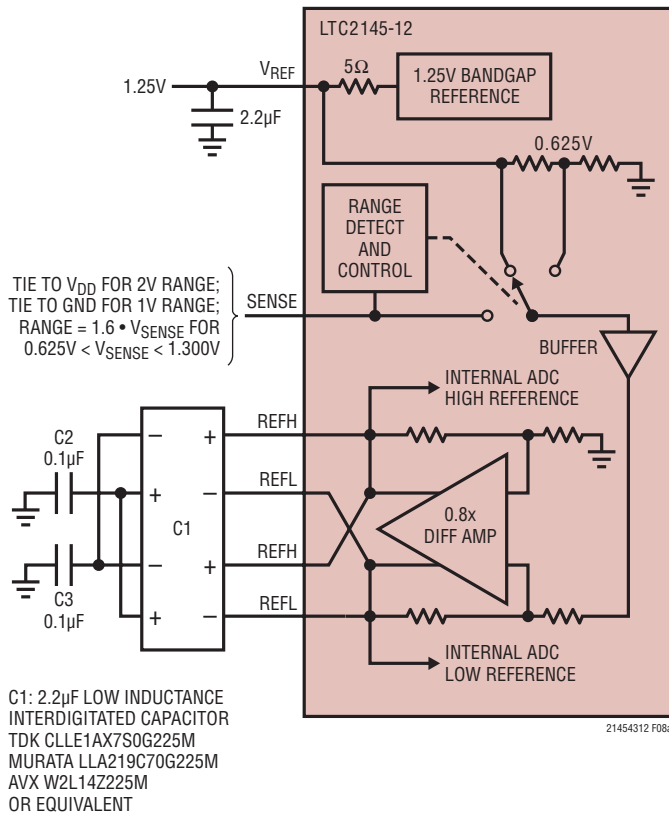 LTC2145-12
VREF
1.25V
5Ω
1.25V BANDGAP
REFERENCE
2.2µF
0.625V
RANGE
DETECT
AND
CONTROL
TIE TO VDD FOR 2V RANGE;
TIE TO GND FOR 1V RANGE;
RANGE = 1.6 • VSENSE FOR
0.625V < VSENSE < 1.300V
SENSE
BUFFER
INTERNAL ADC
HIGH REFERENCE
C2
0.1µF
C3
0.1µF
– +
+ –
– +
+ –
C1
REFH
REFL
REFH
REFL
0.8x
DIFF AMP
INTERNAL ADC
LOW REFERENCE
C1: 2.2µF LOW INDUCTANCE
INTERDIGITATED CAPACITOR
TDK CLLE1AX7S0G225M
MURATA LLA219C70G225M
AVX W2L14Z225M
OR EQUIVALENT
21454312 F08a